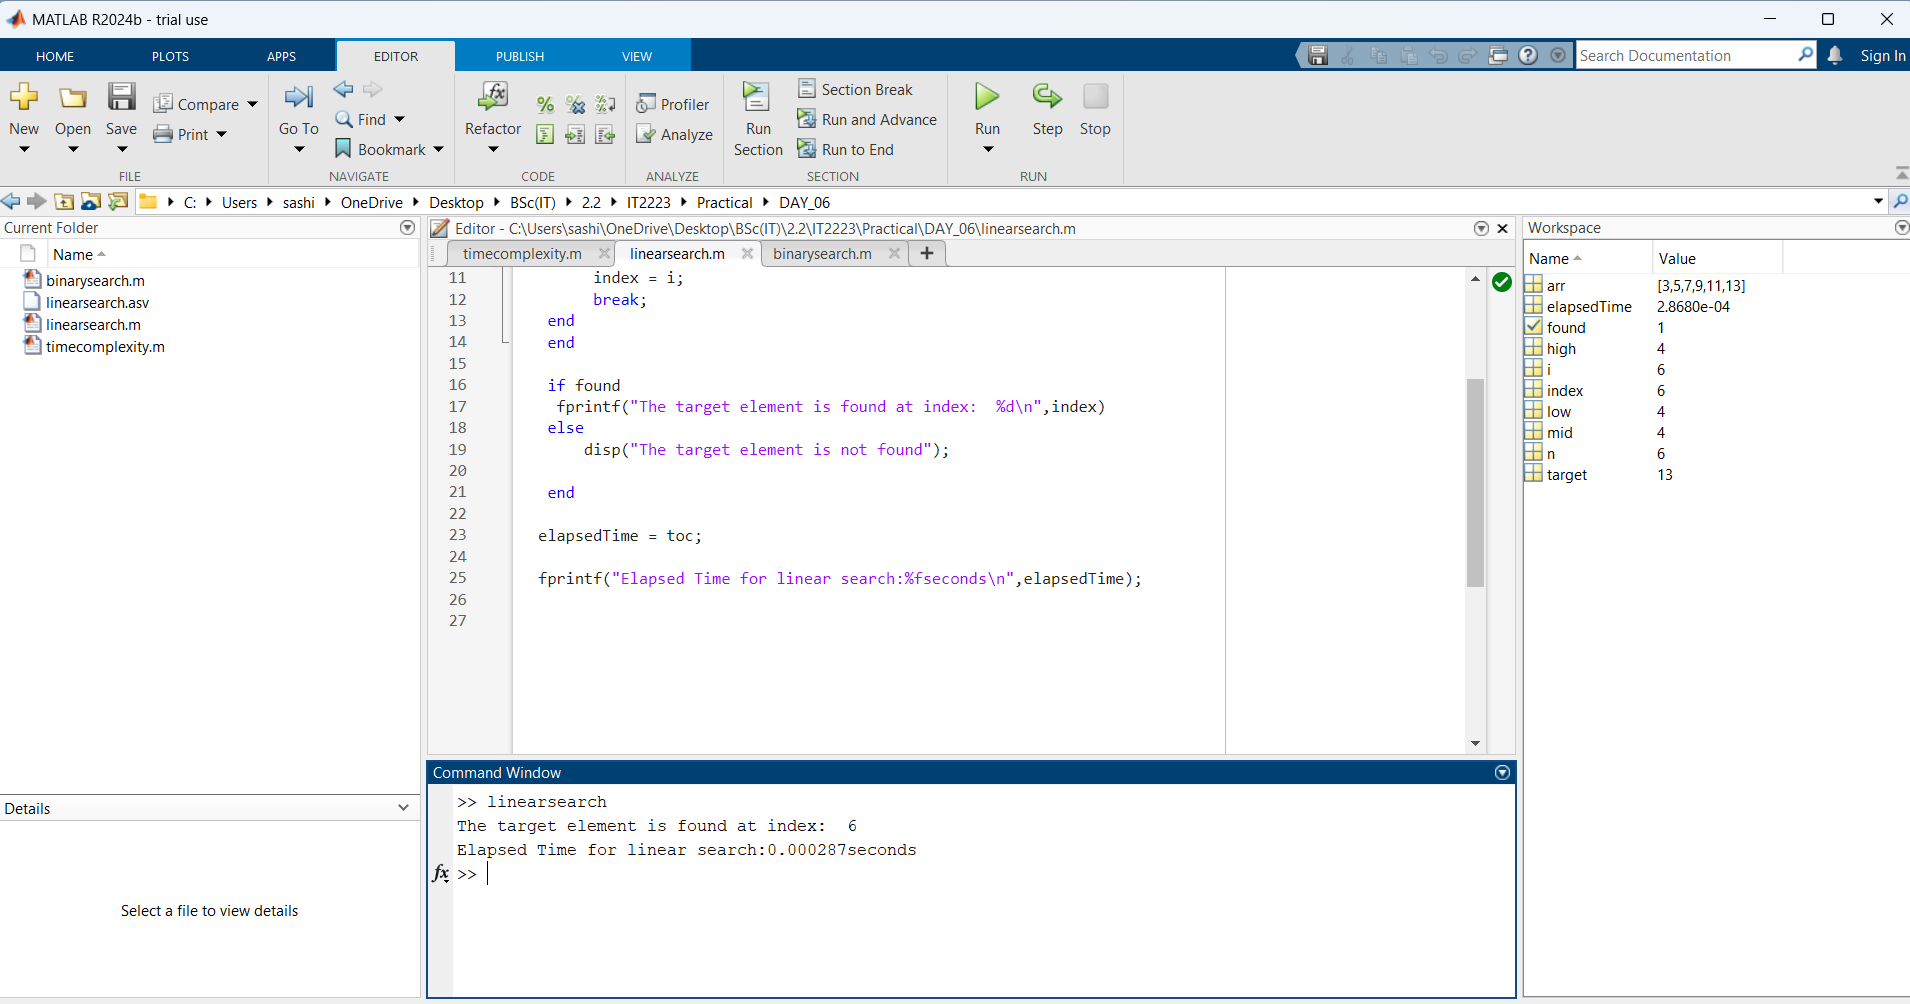 MATLAB R2024b - trial use
HOME PLOTS APPS EDITOR PUBLISH VIEW
Search Documentation
Sign In
New
Open
Save
Compare
Print
FILE
Go To
Find
Bookmark
NAVIGATE
Refactor
CODE
Profiler
Analyze
ANALYZE
Run Section
Section Break
Run and Advance
Run to End
SECTION
Run
Step
Stop
RUN
C: Users sashi OneDrive Desktop BSc(IT) 2.2 IT2223 Practical DAY_06
Current Folder
Name
binarysearch.m
linearsearch.asv
linearsearch.m
timecomplexity.m
Details
Select a file to view details
Editor - C:\Users\sashi\OneDrive\Desktop\BSc(IT)\2.2\IT2223\Practical\DAY_06\linearsearch.m
timecomplexity.m linearsearch.m binarysearch.m
11 index = i;
12 break;
13 end
14 end
15
16 if found
17 fprintf("The target element is found at index:  %d\n",index)
18 else
19 disp("The target element is not found");
20
21 end
22
23 elapsedTime = toc;
24
25 fprintf("Elapsed Time for linear search:%fseconds\n",elapsedTime);
26
27
Command Window
>> linearsearch
The target element is found at index:  6
Elapsed Time for linear search:0.000287seconds
fx >>
Workspace
Name Value
arr [3,5,7,9,11,13]
elapsedTime 2.8680e-04
found 1
high 4
i 6
index 6
low 4
mid 4
n 6
target 13